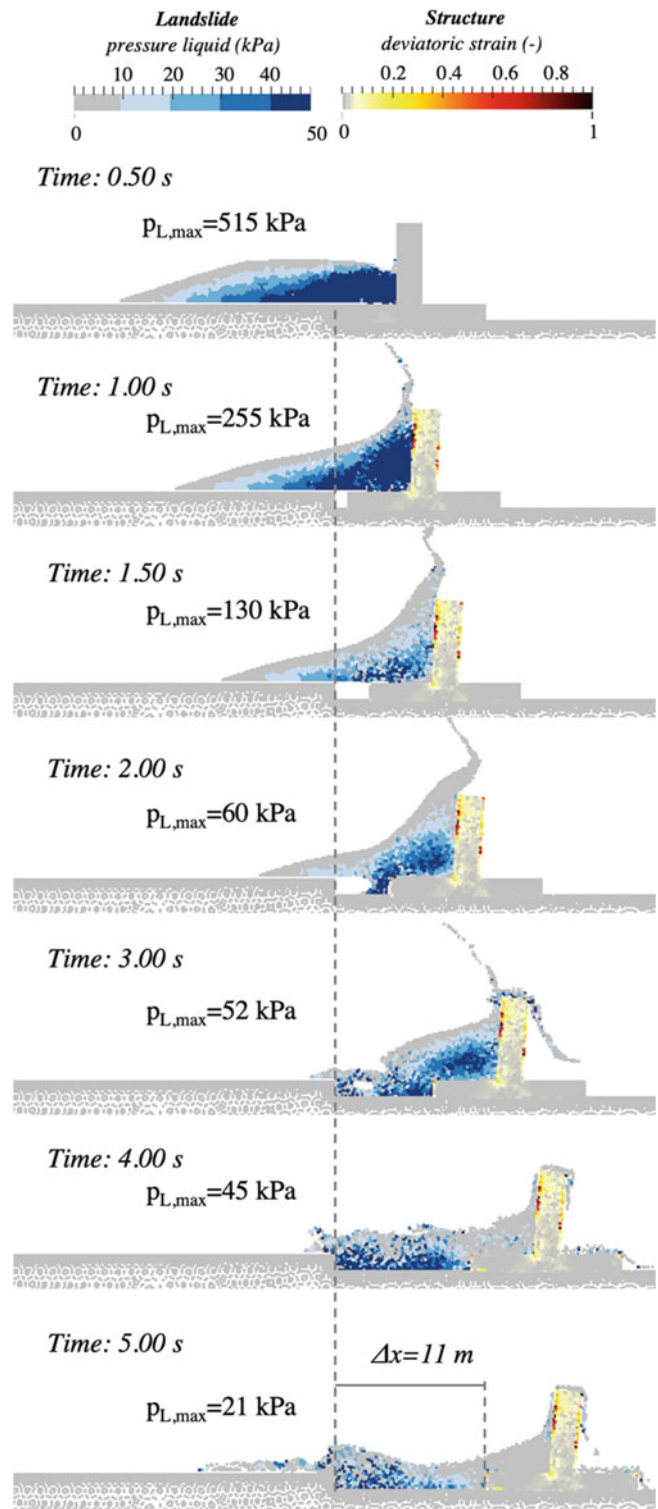 Landslide
pressure liquid (kPa)
10 20 30 40
0 50
Structure
deviatoric strain (-)
0.2 0.4 0.6 0.8
0 1
Time: 0.50 s
pL,max=515 kPa
Time: 1.00 s
pL,max=255 kPa
Time: 1.50 s
pL,max=130 kPa
Time: 2.00 s
pL,max=60 kPa
Time: 3.00 s
pL,max=52 kPa
Time: 4.00 s
pL,max=45 kPa
Time: 5.00 s
Δx=11 m
pL,max=21 kPa